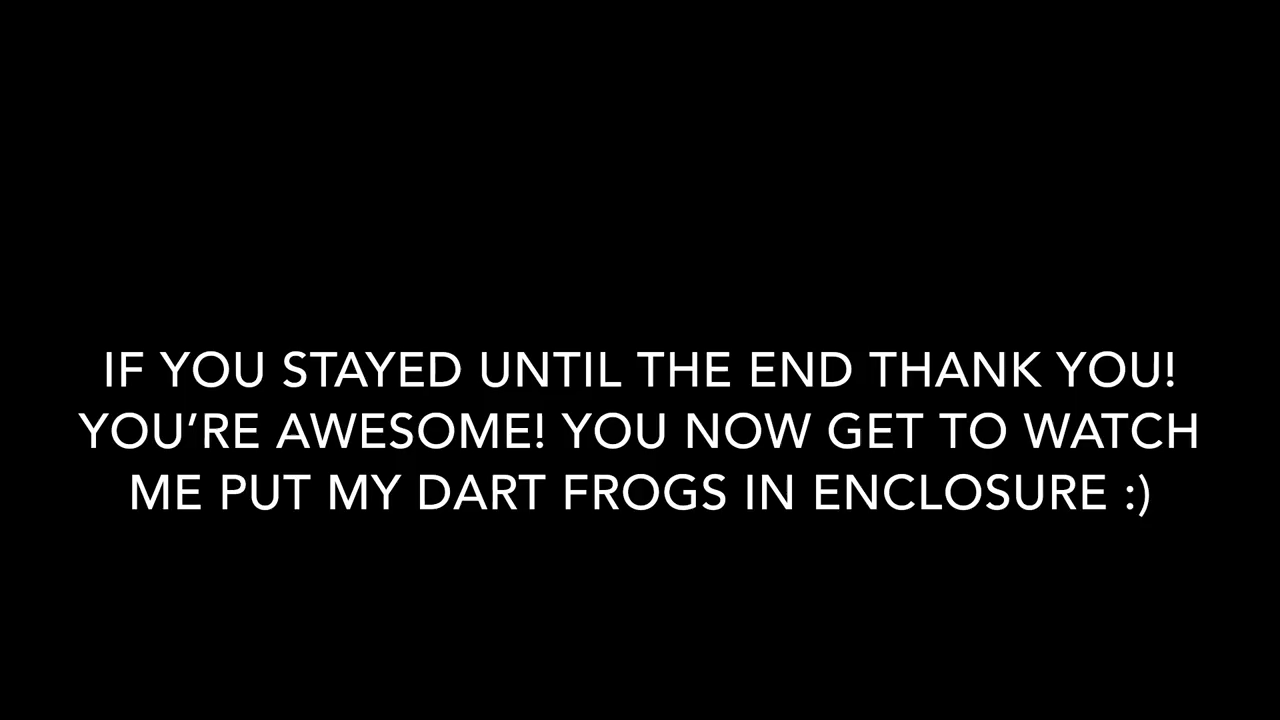 IF YOU STAYED UNTIL THE END THANK YOU!
YOU’RE AWESOME! YOU NOW GET TO WATCH
ME PUT MY DART FROGS IN ENCLOSURE :)